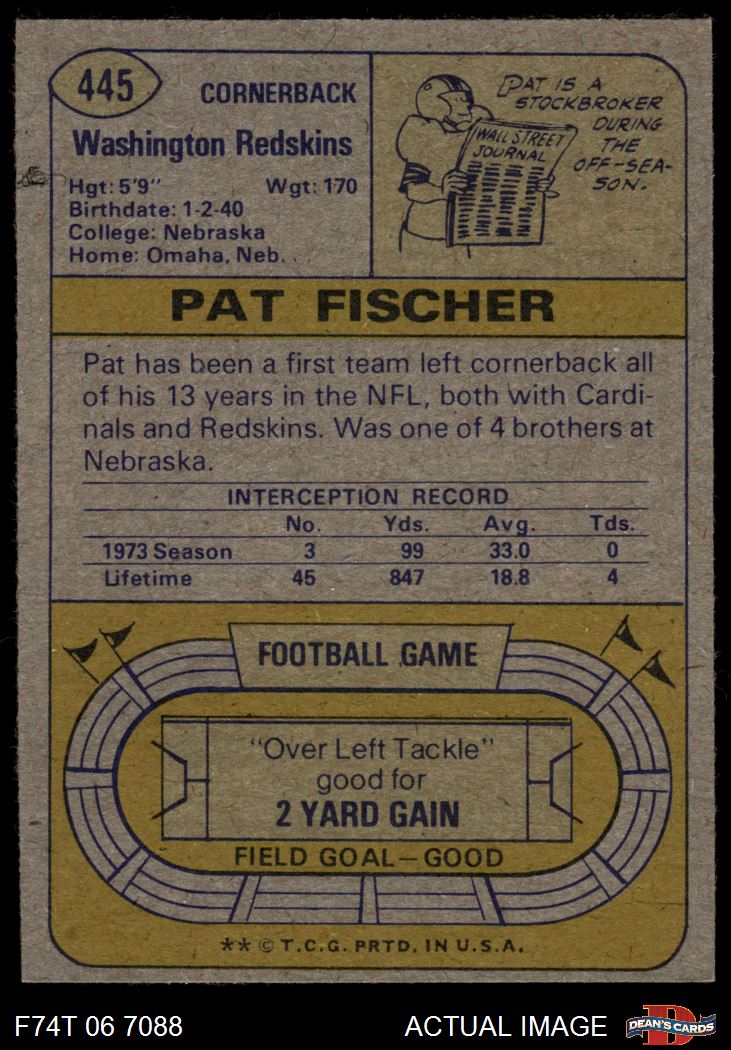 445
CORNERBACK
Washington Redskins
Hgt: 5'9" Wgt: 170
Birthdate: 1-2-40
College: Nebraska
Home: Omaha, Neb.
PAT IS A
STOCKBROKER
DURING
THE
OFF-SEA-
SON.
WALL STREET
JOURNAL
PAT FISCHER
Pat has been a first team left cornerback all
of his 13 years in the NFL, both with Cardi-
nals and Redskins. Was one of 4 brothers at
Nebraska.
INTERCEPTION RECORD
No. Yds. Avg. Tds.
1973 Season 3 99 33.0 0
Lifetime 45 847 18.8 4
FOOTBALL GAME
"Over Left Tackle"
good for
2 YARD GAIN
FIELD GOAL—GOOD
** © T.C.G. PRTD. IN U.S.A.
F74T 06 7088 ACTUAL IMAGE
DEAN'S CARDS